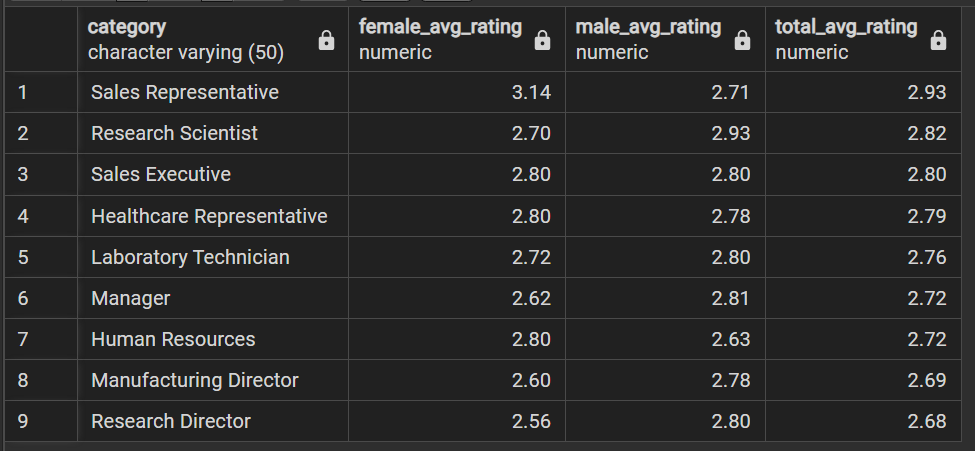 category female_avg_rating male_avg_rating total_avg_rating
character varying (50) numeric numeric numeric
1 Sales Representative 3.14 2.71 2.93
2 Research Scientist 2.70 2.93 2.82
3 Sales Executive 2.80 2.80 2.80
4 Healthcare Representative 2.80 2.78 2.79
5 Laboratory Technician 2.72 2.80 2.76
6 Manager 2.62 2.81 2.72
7 Human Resources 2.80 2.63 2.72
8 Manufacturing Director 2.60 2.78 2.69
9 Research Director 2.56 2.80 2.68